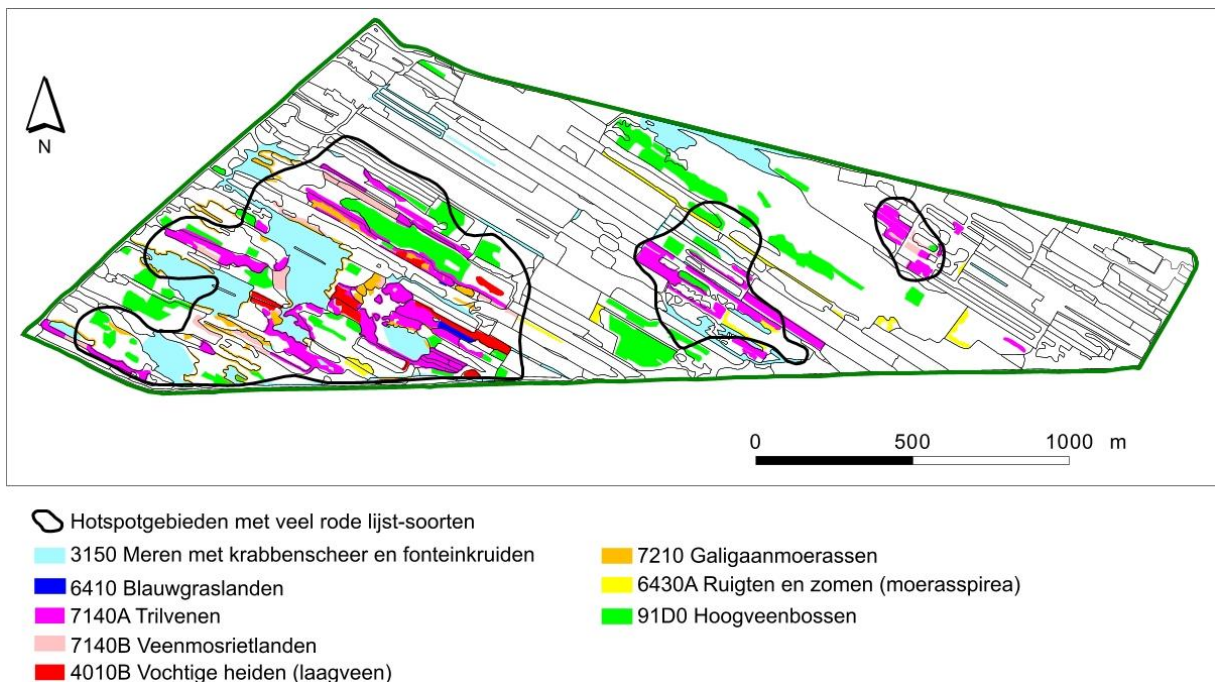 N
0 500 1000 m
Hotspotgebieden met veel rode lijst-soorten
3150 Meren met krabbenscheer en fonteinkruiden
6410 Blauwgraslanden
7140A Trilvenen
7140B Veenmosrietlanden
4010B Vochtige heiden (laagveen)
7210 Galigaanmoerassen
6430A Ruigten en zomen (moerasspirea)
91D0 Hoogveenbossen